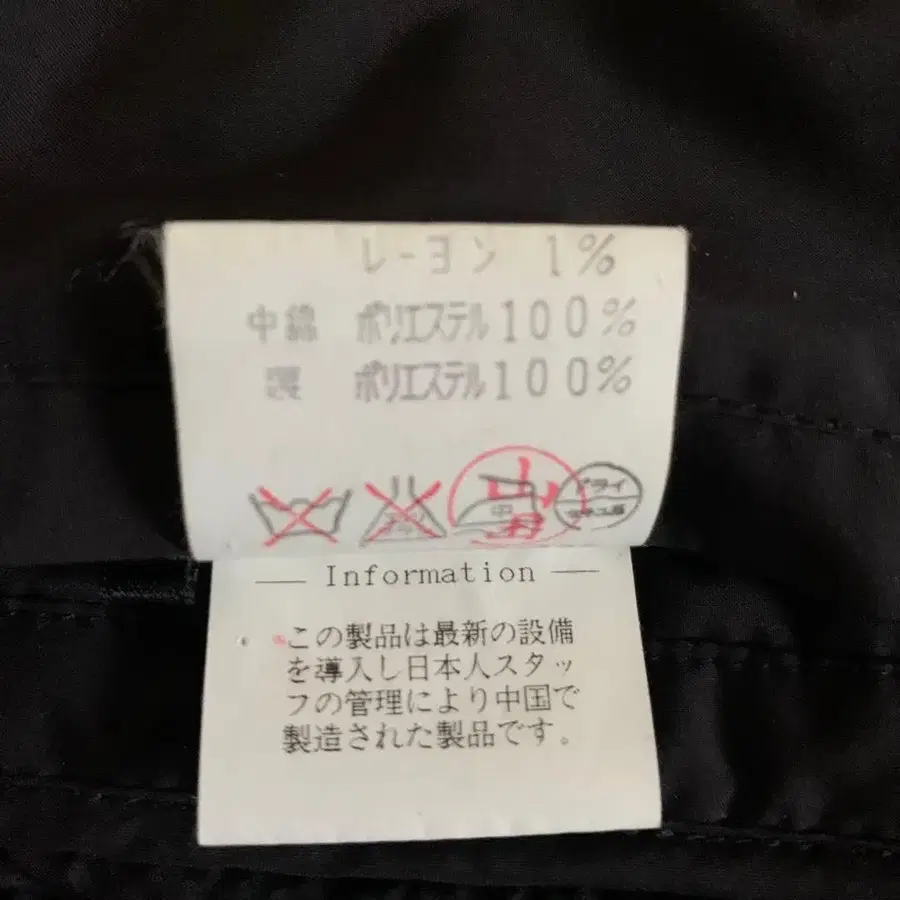 レーヨン 1%
中綿 ポリエステル100%
裏 ポリエステル100%
中
ドライ
Information
この製品は最新の設備
を導入し日本人スタッ
フの管理により中国で
製造された製品です。